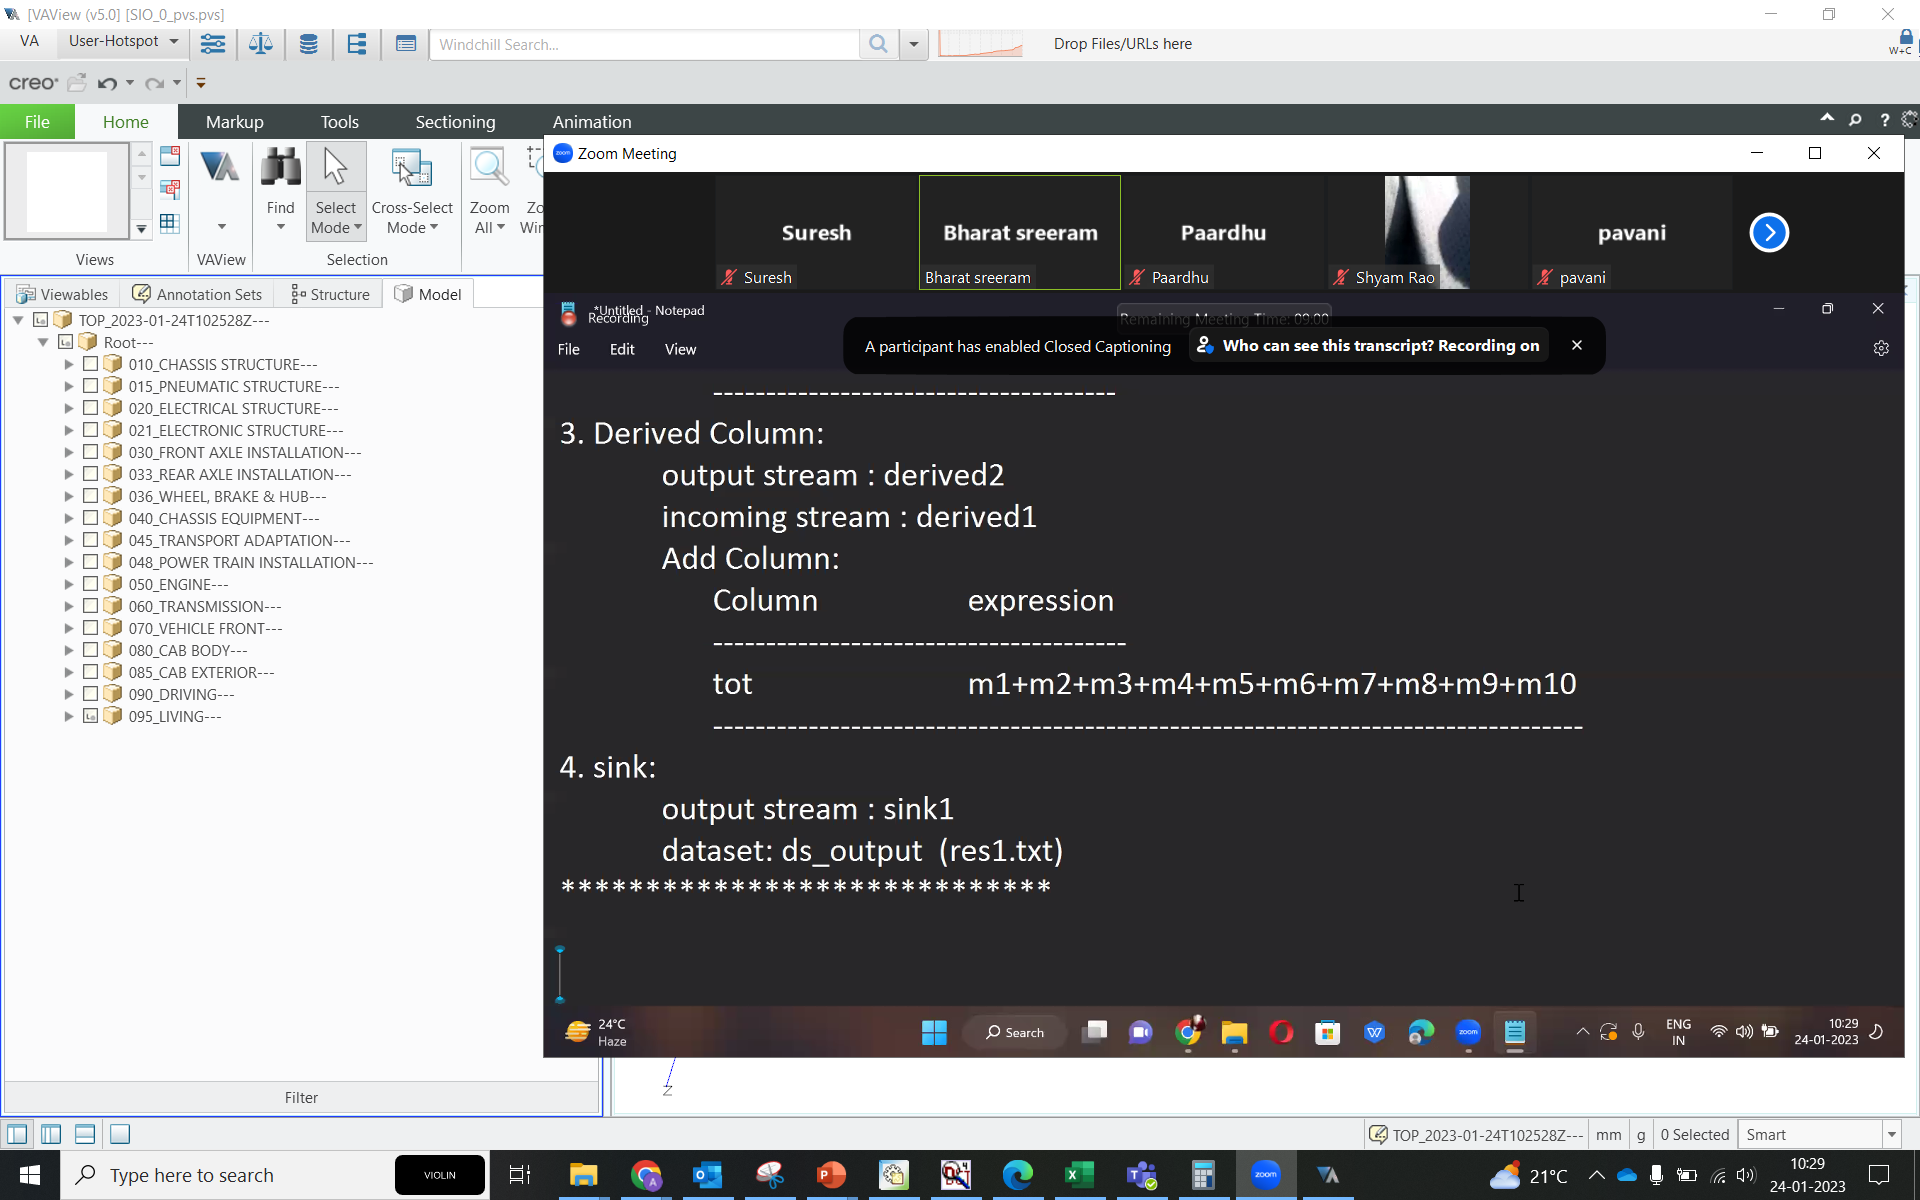 [VAView (v5.0] [SIO_0_pvs.pvs]
VA User-Hotspot Windchill Search... Drop Files/URLs here W+C
creo
File Home Markup Tools Sectioning Animation
Find Select Mode Cross-Select Mode Zoom All
Views VAView Selection
Viewables Annotation Sets Structure Model
TOP_2023-01-24T102528Z---
Root---
010_CHASSIS STRUCTURE---
015_PNEUMATIC STRUCTURE---
020_ELECTRICAL STRUCTURE---
021_ELECTRONIC STRUCTURE---
030_FRONT AXLE INSTALLATION---
033_REAR AXLE INSTALLATION---
036_WHEEL, BRAKE & HUB---
040_CHASSIS EQUIPMENT---
045_TRANSPORT ADAPTATION---
048_POWER TRAIN INSTALLATION---
050_ENGINE---
060_TRANSMISSION---
070_VEHICLE FRONT---
080_CAB BODY---
085_CAB EXTERIOR---
090_DRIVING---
095_LIVING---
Filter
Zoom Meeting
Suresh Bharat sreeram Paardhu pavani
Suresh Bharat sreeram Paardhu Shyam Rao pavani
*Untitled - Notepad
Recording
Remaining Meeting Time: 09:00
File Edit View
A participant has enabled Closed Captioning Who can see this transcript? Recording on
--------------------------------------
3. Derived Column:
output stream : derived2
incoming stream : derived1
Add Column:
Column expression
---------------------------------------
tot m1+m2+m3+m4+m5+m6+m7+m8+m9+m10
----------------------------------------------------------------------------------
4. sink:
output stream : sink1
dataset: ds_output (res1.txt)
*****************************
24°C
Haze
Search
zoom
ENG
IN
10:29
24-01-2023
Z
TOP_2023-01-24T102528Z--- mm g 0 Selected Smart
Type here to search VIOLIN zoom 21°C
10:29
24-01-2023